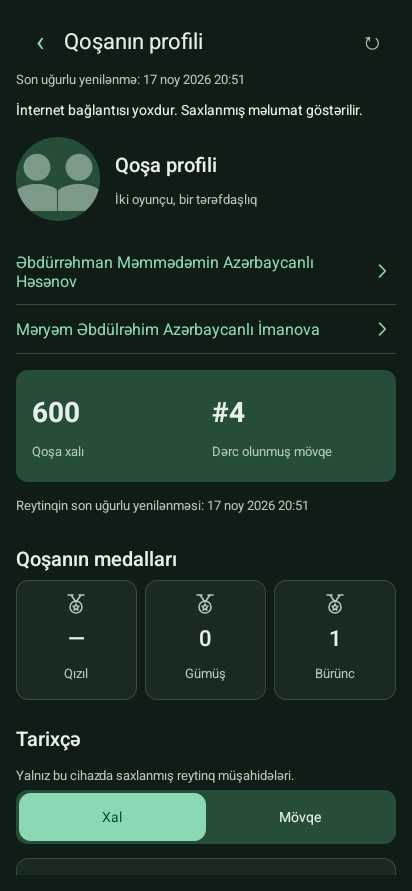 Qoşanın profili
Son uğurlu yenilənmə: 17 noy 2026 20:51
İnternet bağlantısı yoxdur. Saxlanmış məlumat göstərilir.
Qoşa profili
İki oyunçu, bir tərəfdaşlıq
Əbdürrəhman Məmmədəmin Azərbaycanlı
Həsənov
Məryəm Əbdülrəhim Azərbaycanlı İmanova
600
#4
Qoşa xalı
Dərc olunmuş mövqe
Reytinqin son uğurlu yenilənməsi: 17 noy 2026 20:51
Qoşanın medalları
—
0
1
Qızıl
Gümüş
Bürünc
Tarixçə
Yalnız bu cihazda saxlanmış reytinq müşahidələri.
Xal
Mövqe